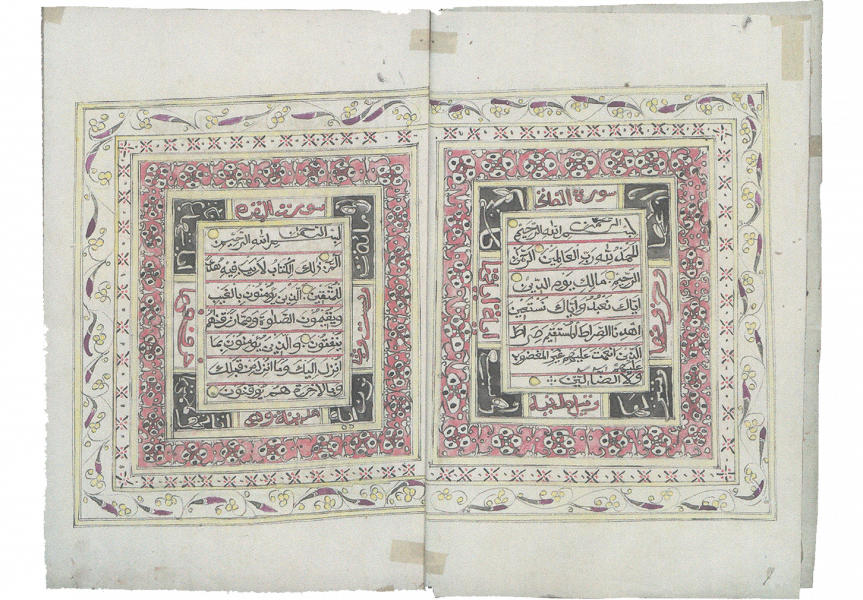 سورة الفاتحة
بسم الله الرحمن الرحيم
الحمد لله رب العالمين الرحمن
الرحيم مالك يوم الدين
اياك نعبد واياك نستعين
اهدنا الصراط المستقيم صراط
الذين انعمت عليهم غير المغضوب
عليهم
ولا الضالين
سورة البقرة
بسم الله الرحمن الرحيم
الم ذلك الكتاب لا ريب فيه هدى
للمتقين الذين يؤمنون بالغيب
ويقيمون الصلوة ومما رزقنهم
ينفقون والذين يؤمنون بما
انزل اليك وما انزل من قبلك
وبالاخرة هم يوقنون